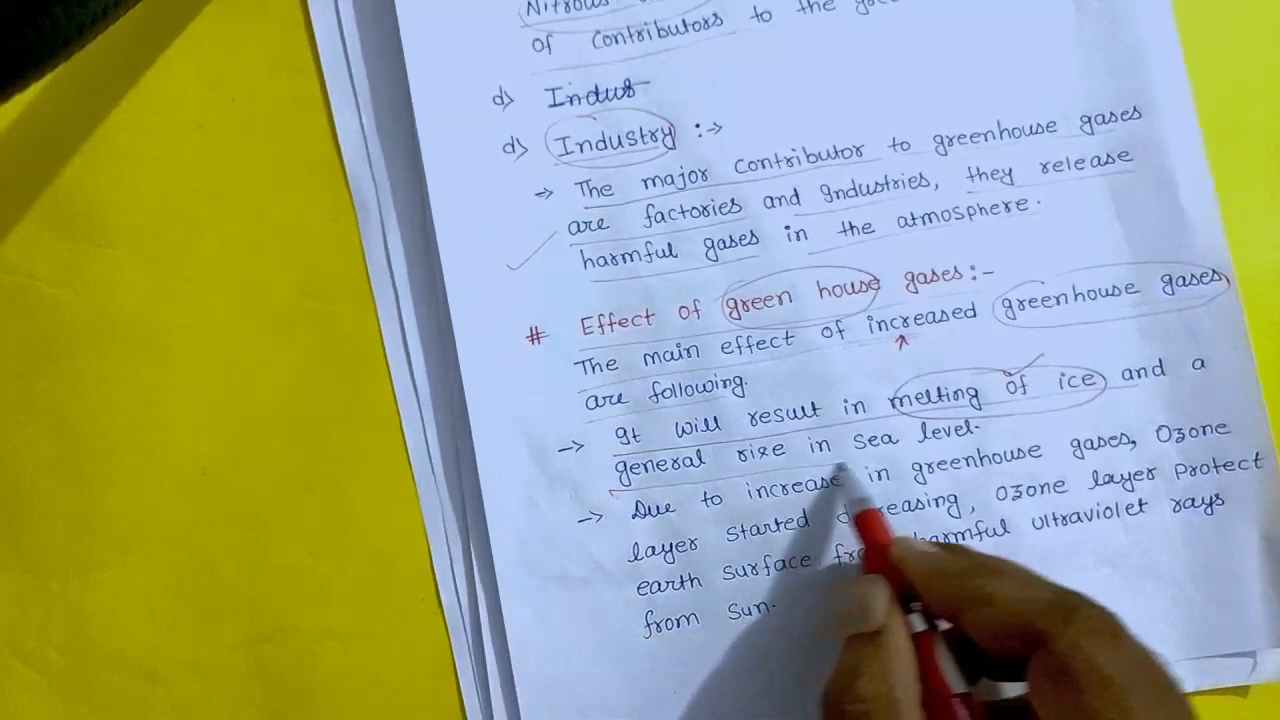 Nitrous
of contributors to the
d) Indus
d) Industry :→
→ The major contributor to greenhouse gases
are factories and Industries, they release
harmful gases in the atmosphere.
# Effect of green house gases:-
The main effect of increased greenhouse gases
are following.
→ It will result in melting of ice and a
general rise in sea level.
→ Due to increase in greenhouse gases, Ozone
layer started decreasing, Ozone layer protect
earth surface from harmful ultraviolet rays
from sun.